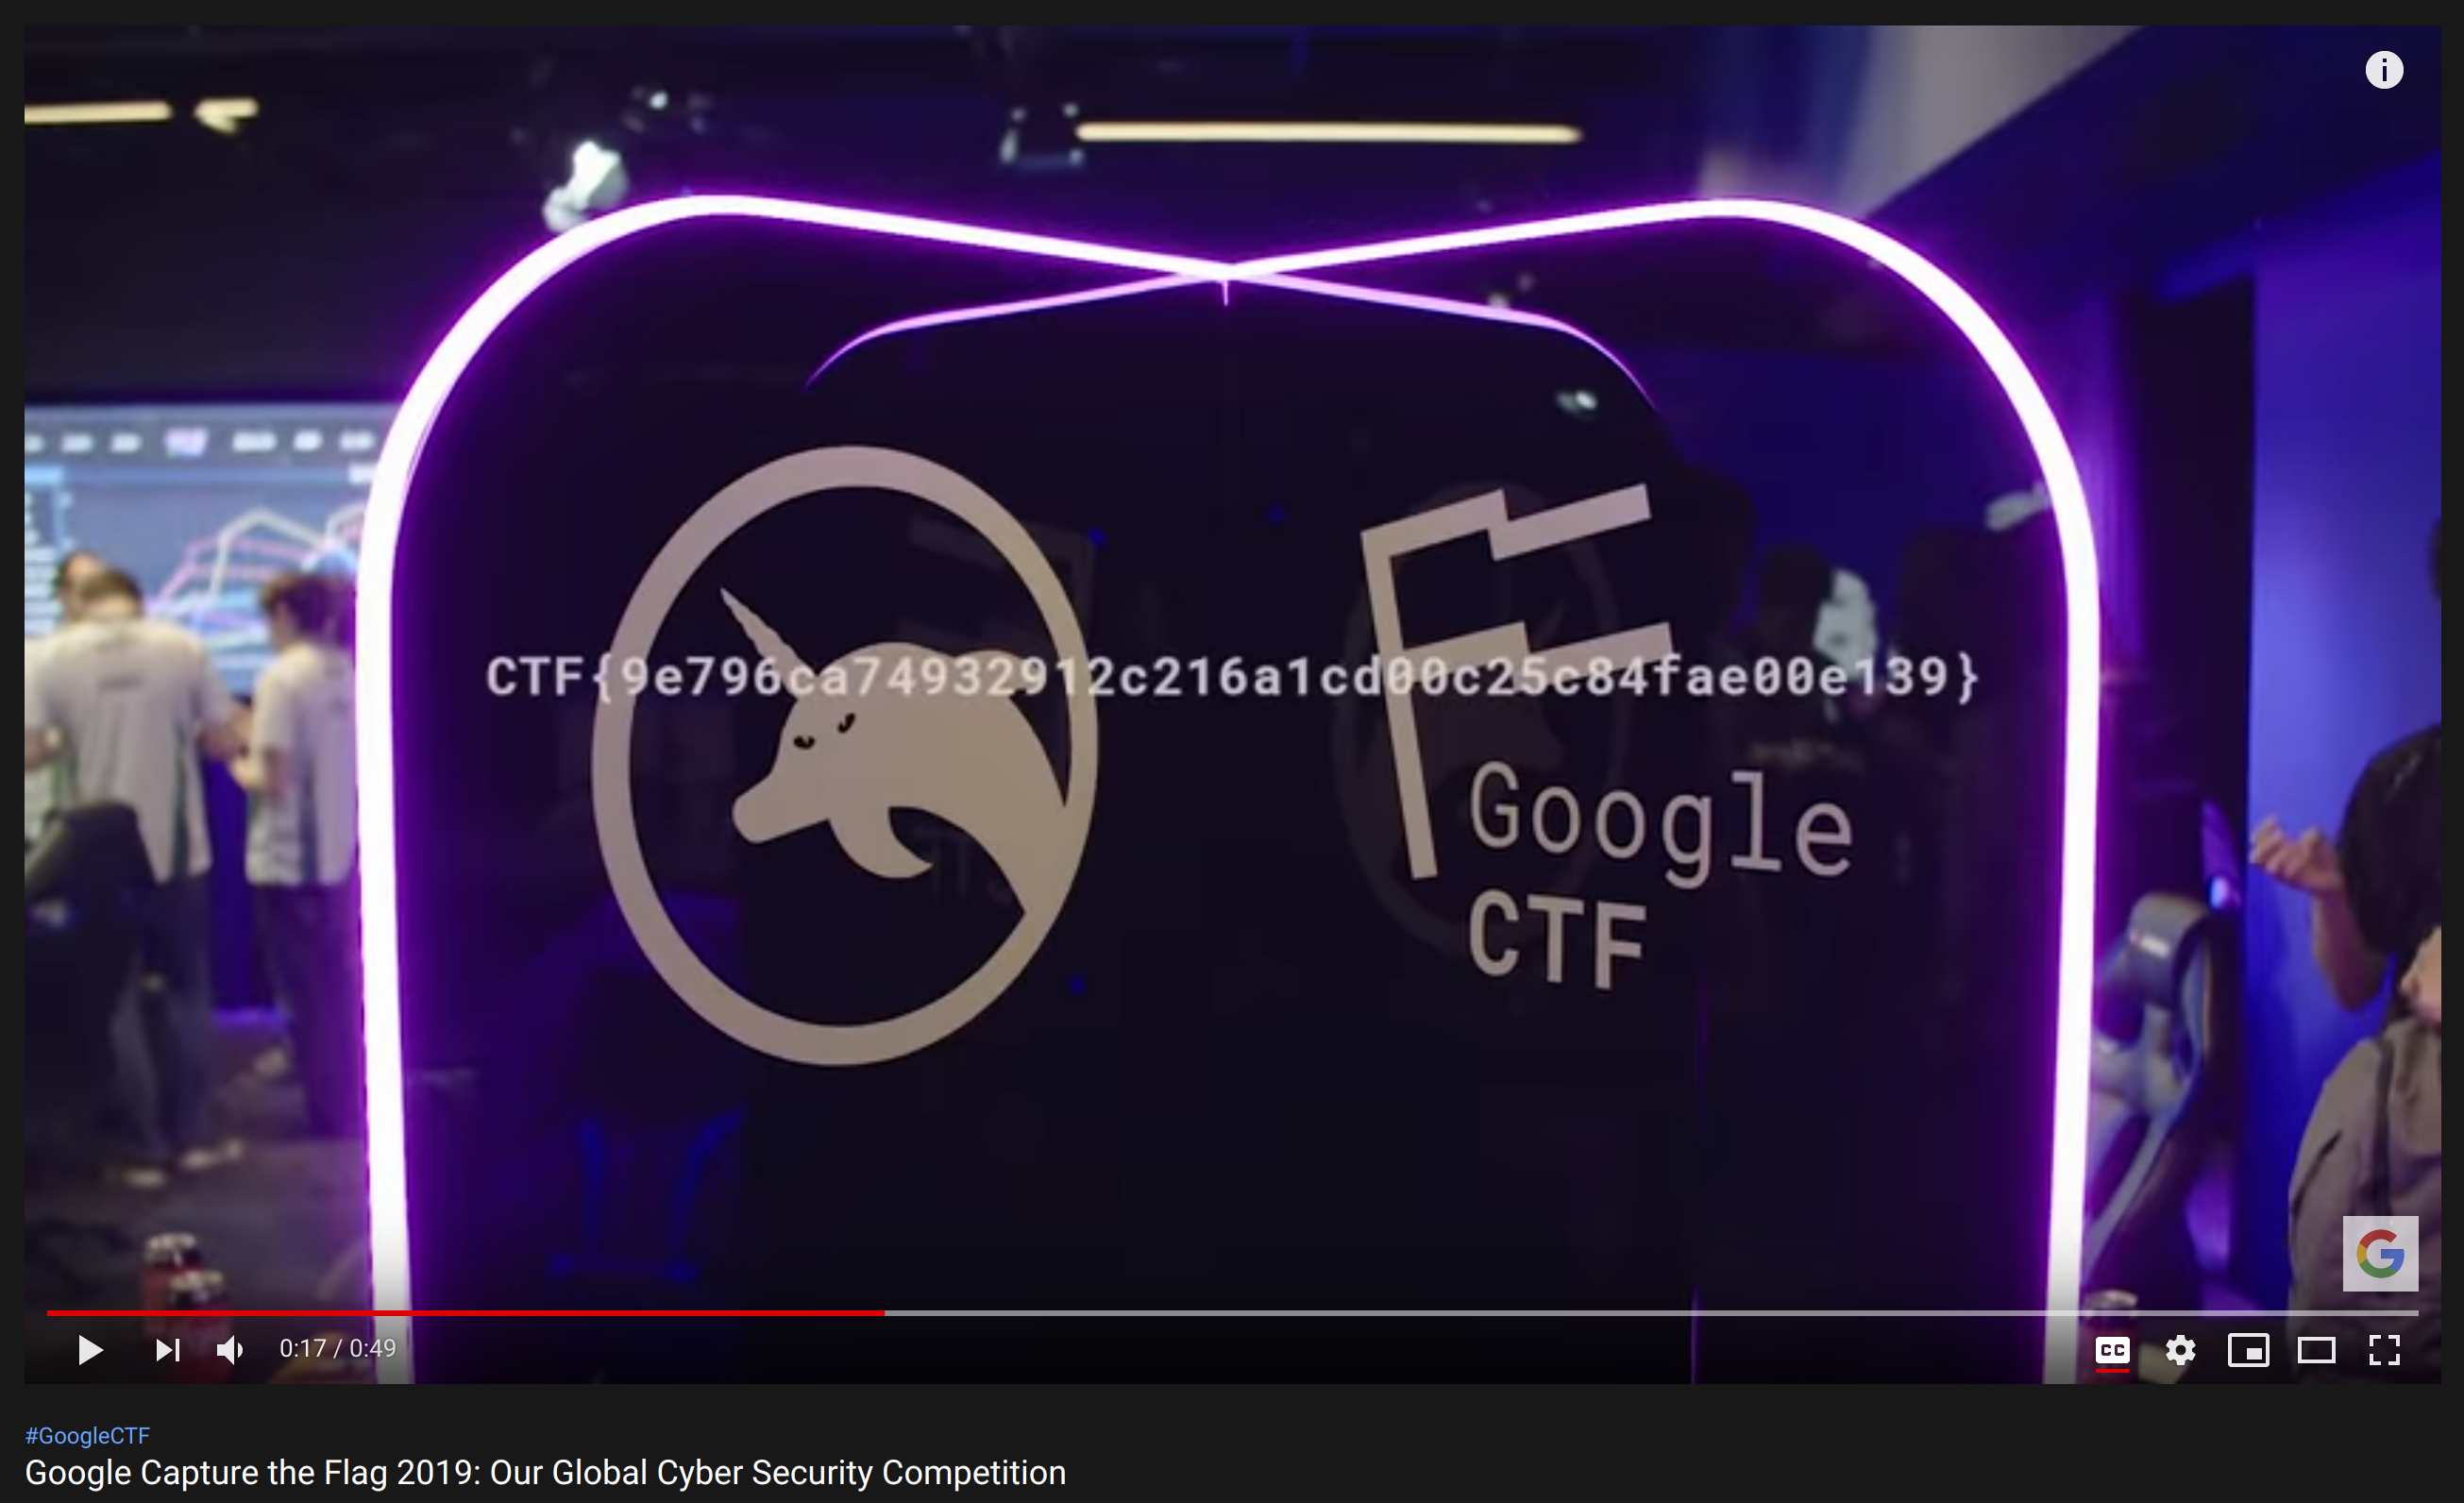 CTF{9e796ca74932912c216a1cd00c25c84fae00e139}
Google
CTF
0:17 / 0:49
CC
#GoogleCTF
Google Capture the Flag 2019: Our Global Cyber Security Competition